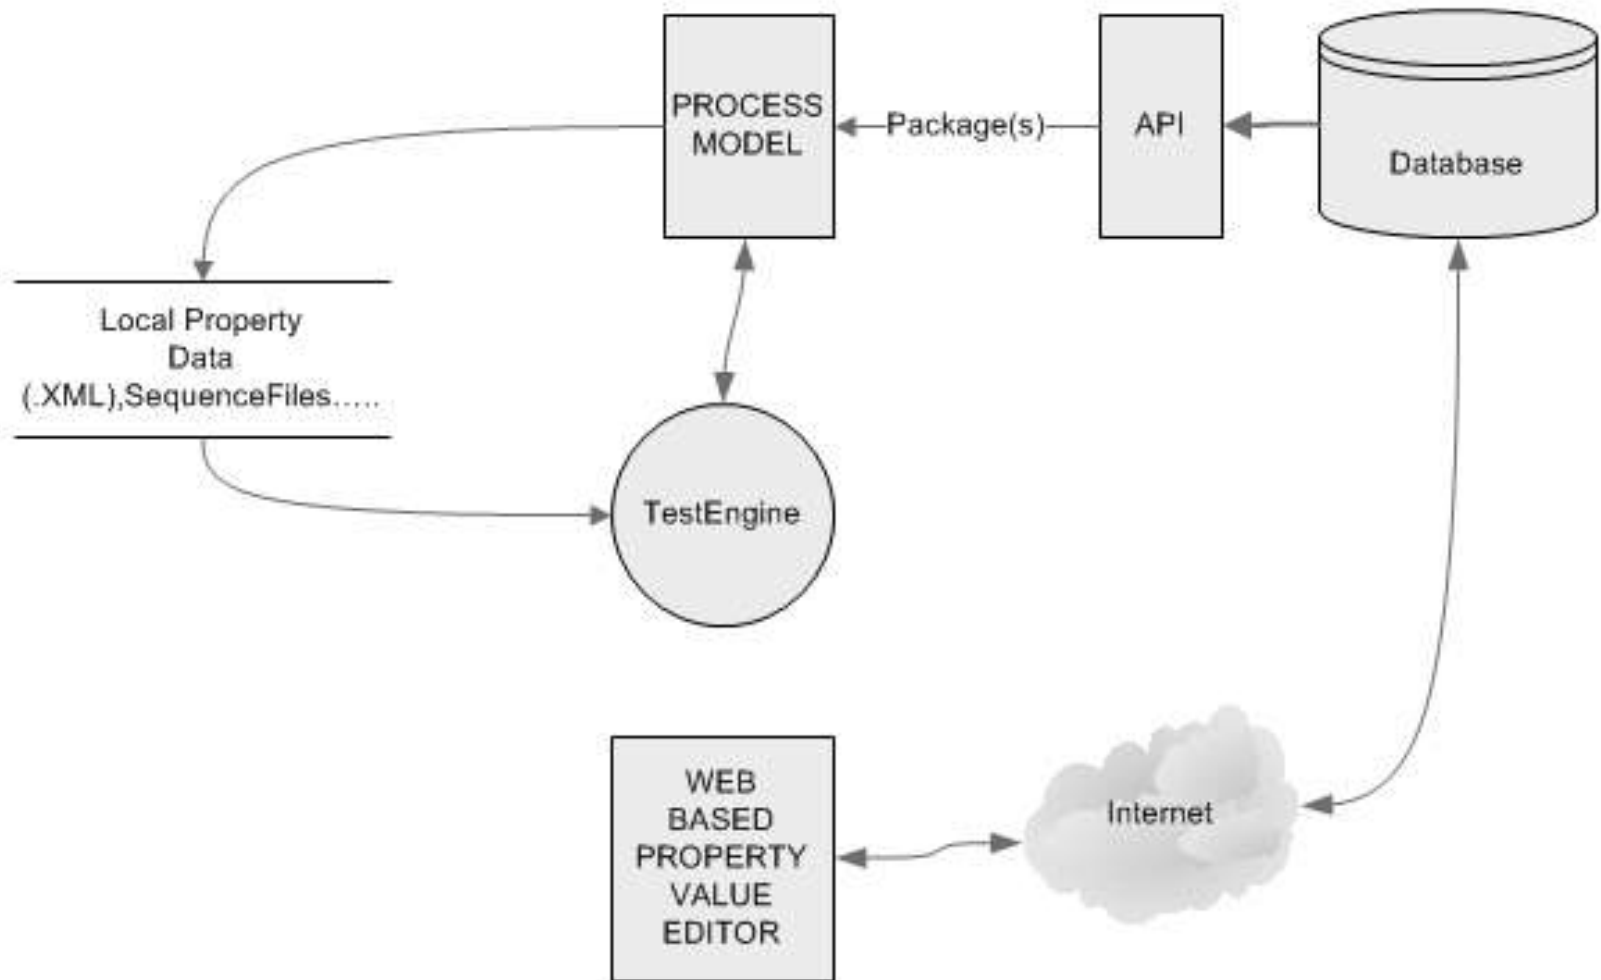 PROCESS
MODEL
Package(s)
API
Database
Local Property
Data
(.XML),SequenceFiles.....
TestEngine
WEB
BASED
PROPERTY
VALUE
EDITOR
Internet